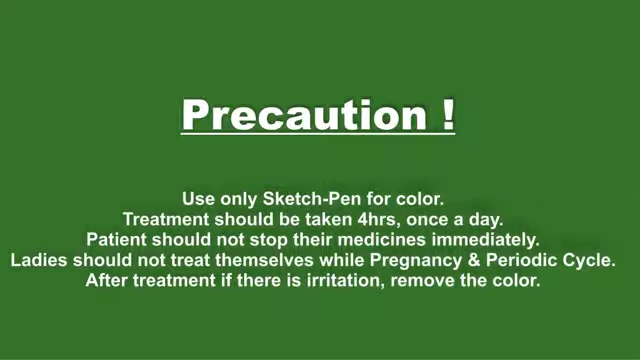 Precaution !
Use only Sketch-Pen for color.
Treatment should be taken 4hrs, once a day.
Patient should not stop their medicines immediately.
Ladies should not treat themselves while Pregnancy & Periodic Cycle.
After treatment if there is irritation, remove the color.